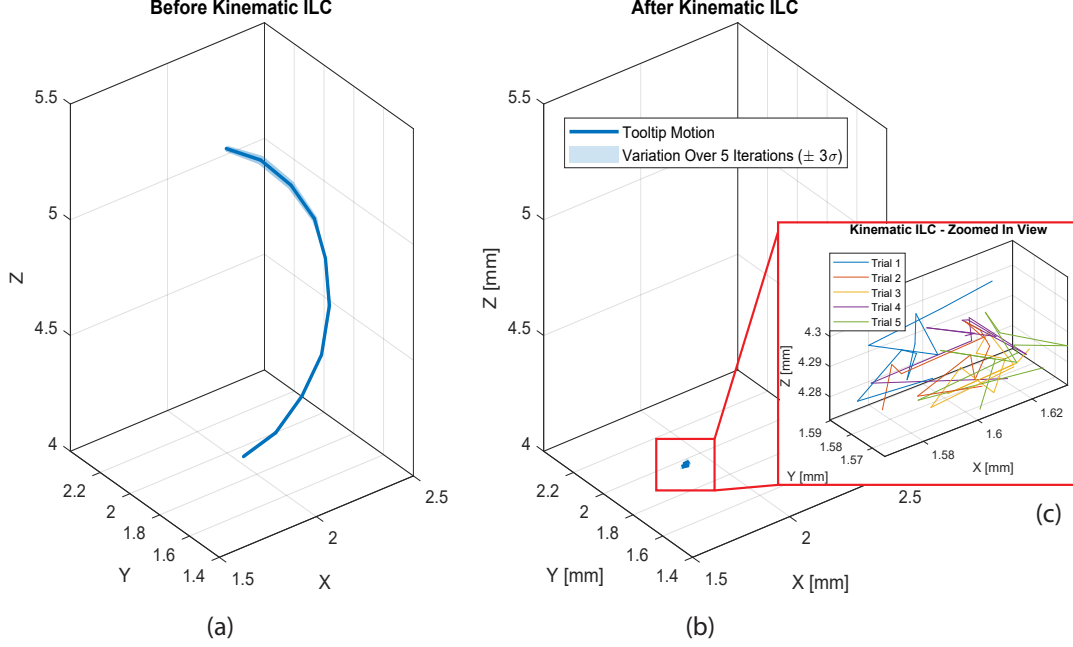 Before Kinematic ILC
5.5
5
4.5
4
Z
2.2
2
1.8
1.6
1.4
Y
1.5
2
2.5
X
(a)
After Kinematic ILC
5.5
5
4.5
4
Z [mm]
Tooltip Motion
Variation Over 5 Iterations (± 3σ)
2.2
2
1.8
1.6
1.4
Y [mm]
1.5
2
2.5
X [mm]
(b)
Kinematic ILC - Zoomed In View
Trial 1
Trial 2
Trial 3
Trial 4
Trial 5
4.3
4.29
4.28
Z [mm]
1.59
1.58
1.57
Y [mm]
1.58
1.6
1.62
X [mm]
(c)